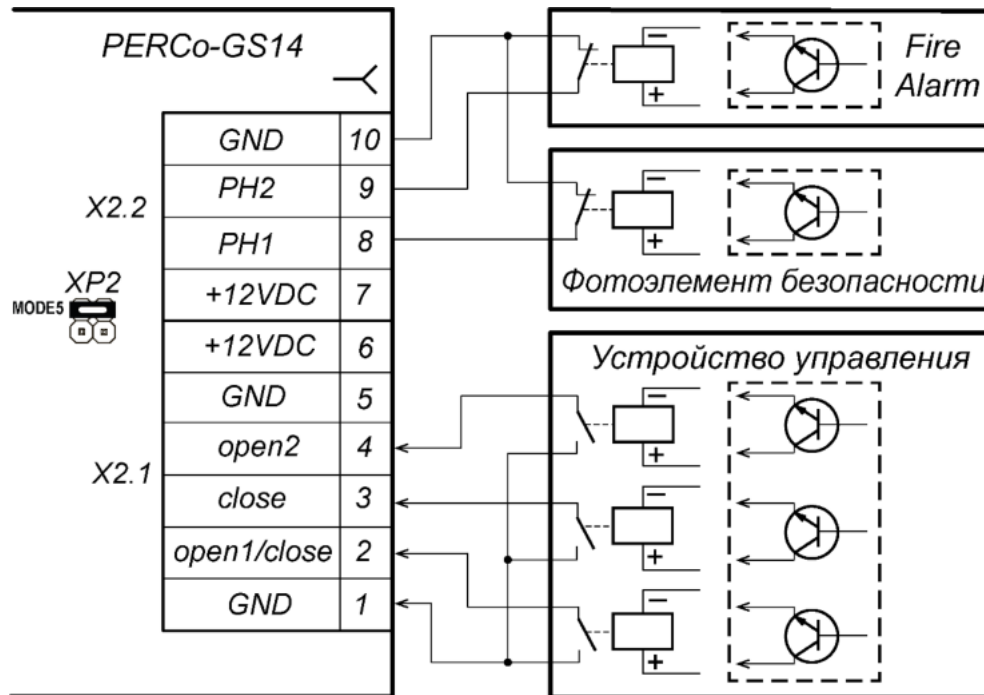 PERCo-GS14
X2.2
XP2
MODE5
X2.1
GND 10
PH2 9
PH1 8
+12VDC 7
+12VDC 6
GND 5
open2 4
close 3
open1/close 2
GND 1
− 
+
Fire
Alarm
−
+
Фотоэлемент безопасности
Устройство управления
−
+
−
+
−
+